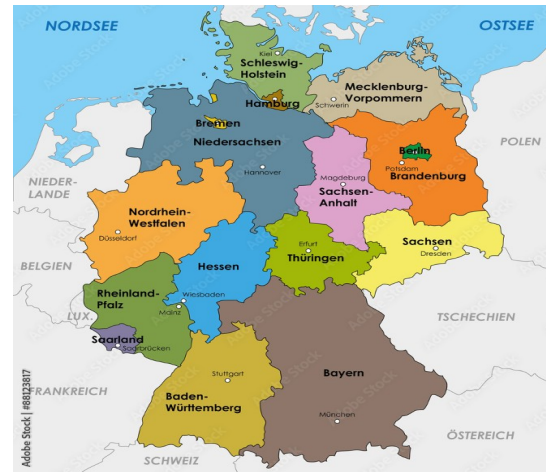 NORDSEE
OSTSEE
Kiel
Schleswig-
Holstein
Mecklenburg-
Vorpommern
Hamburg
Schwerin
Bremen
Niedersachsen
Berlin
POLEN
Potsdam
Brandenburg
Hannover
Magdeburg
Sachsen-
Anhalt
NIEDER-
LANDE
Nordrhein-
Westfalen
Düsseldorf
Sachsen
Dresden
Erfurt
Thüringen
BELGIEN
Hessen
Wiesbaden
Rheinland-
Pfalz
Mainz
LUX.
TSCHECHIEN
Saarland
Saarbrücken
Stuttgart
Bayern
FRANKREICH
Baden-
Württemberg
München
ÖSTERREICH
SCHWEIZ
Adobe Stock | #88123817
Adobe Stock